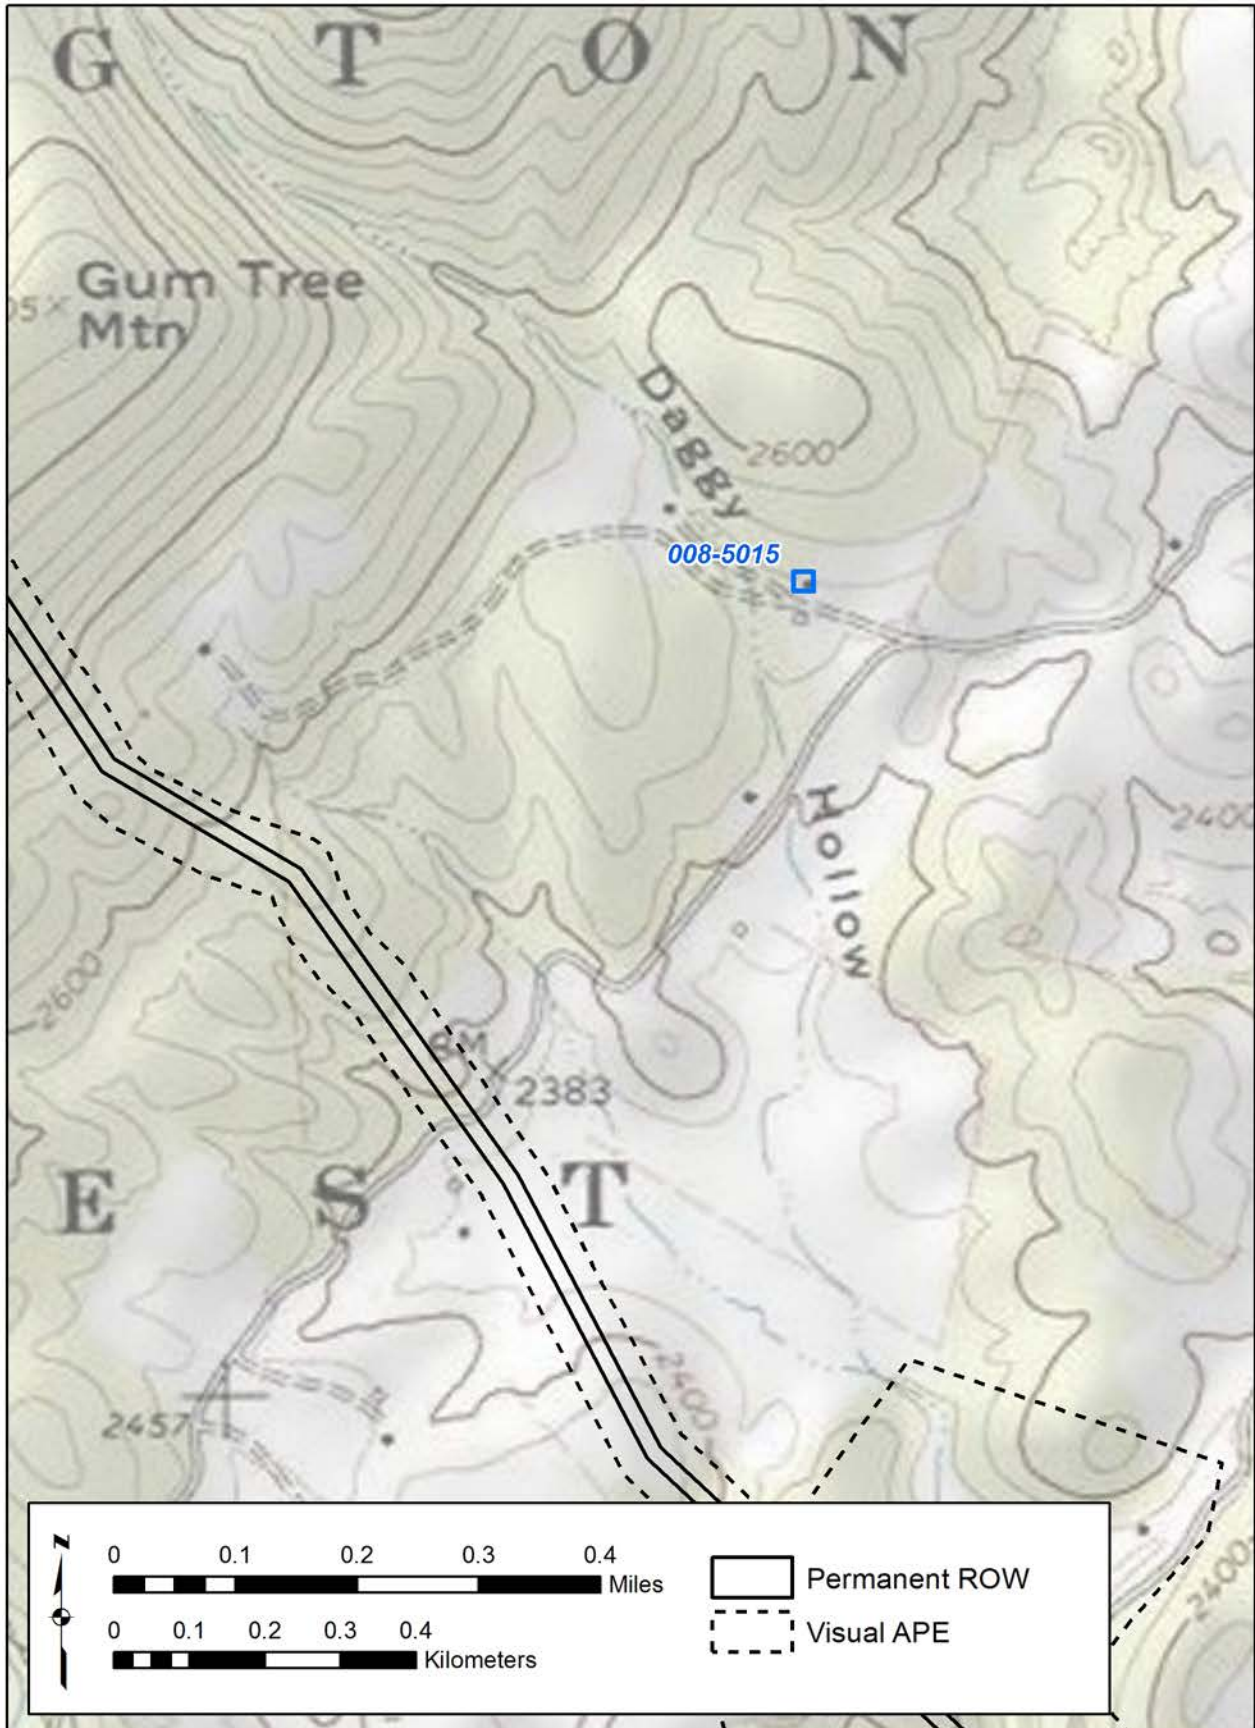 G T O N
Gum Tree
Mtn
Daggy
2600
008-5015
Hollow
2400
2600
BM
2383
E S T
2400
2457
2400
N
0 0.1 0.2 0.3 0.4
Miles
0 0.1 0.2 0.3 0.4
Kilometers
Permanent ROW
Visual APE